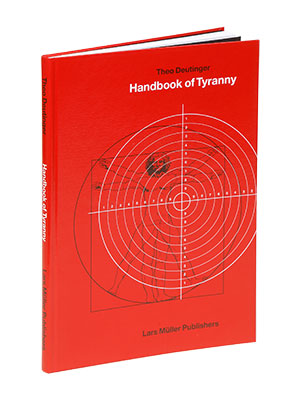 Theo Deutinger
Handbook of Tyranny
Lars Müller Publishers
Theo Deutinger
Handbook of Tyranny
Lars Müller Publishers